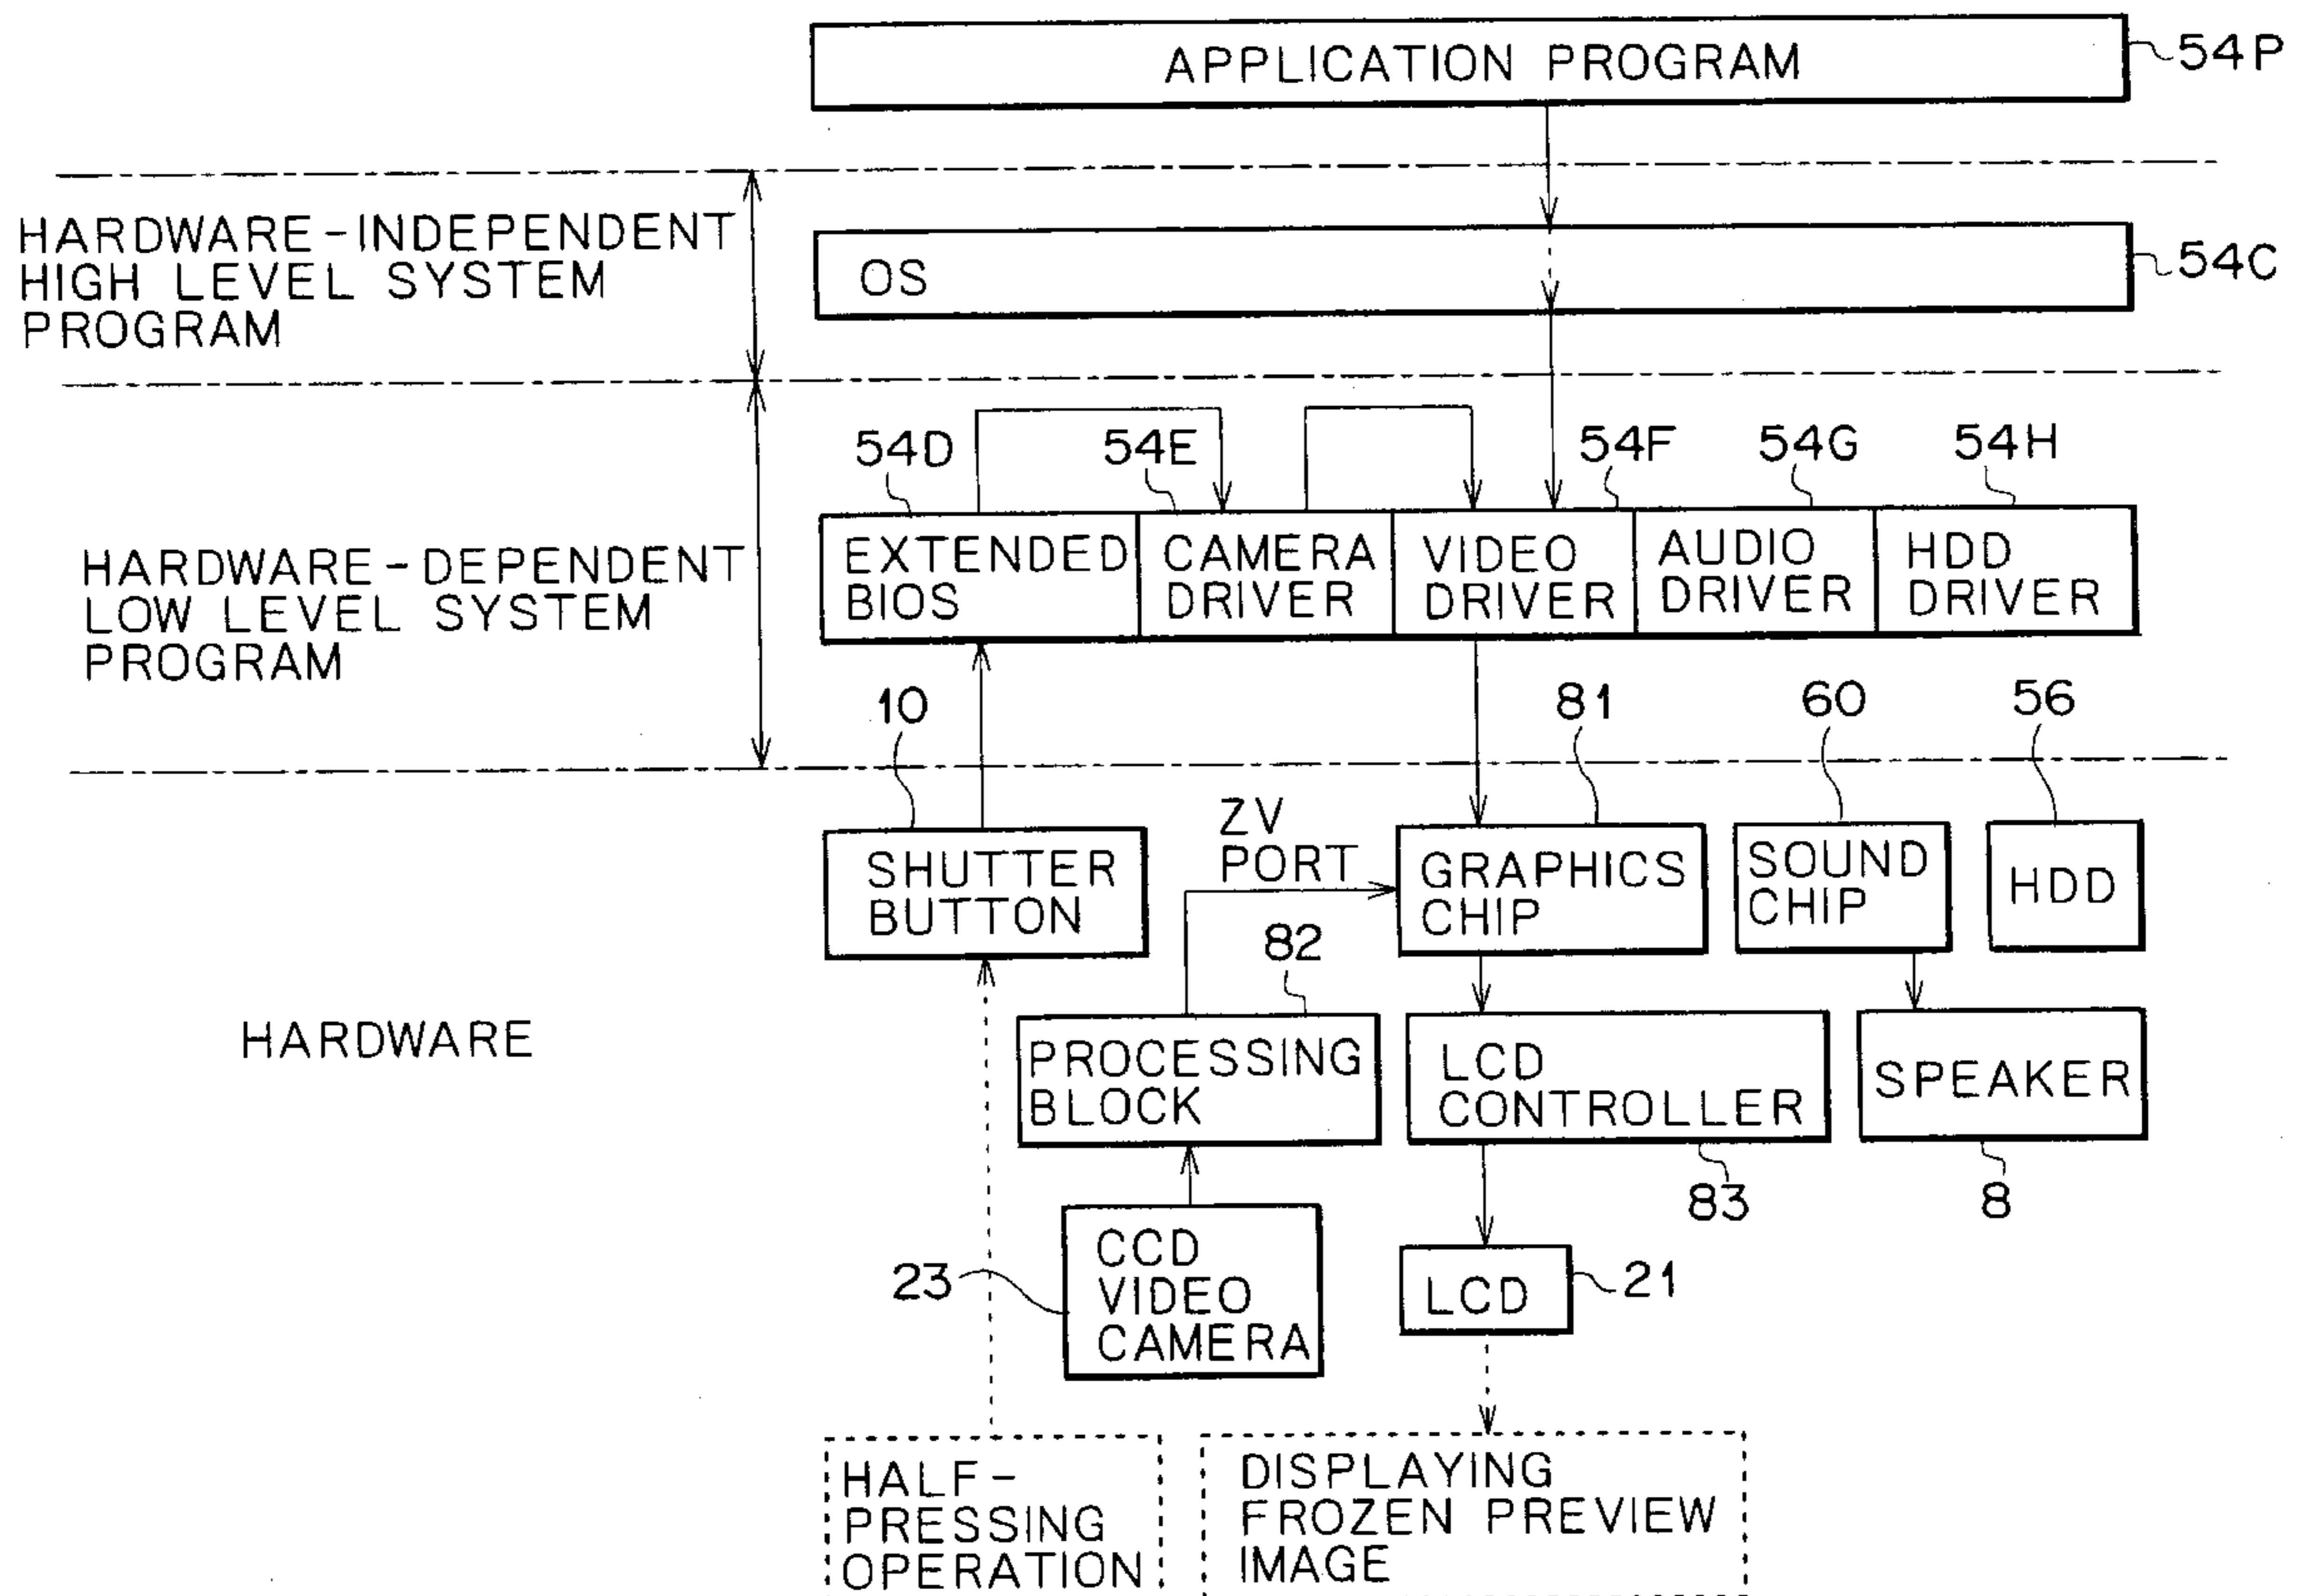 APPLICATION PROGRAM
54P
HARDWARE-INDEPENDENT
HIGH LEVEL SYSTEM
PROGRAM
OS
54C
54D
54E
54F
54G
54H
HARDWARE-DEPENDENT
LOW LEVEL SYSTEM
PROGRAM
EXTENDED
BIOS
CAMERA
DRIVER
VIDEO
DRIVER
AUDIO
DRIVER
HDD
DRIVER
10
81
60
56
SHUTTER
BUTTON
ZV
PORT
GRAPHICS
CHIP
SOUND
CHIP
HDD
82
HARDWARE
PROCESSING
BLOCK
LCD
CONTROLLER
SPEAKER
83
8
23
CCD
VIDEO
CAMERA
LCD
21
HALF-
PRESSING
OPERATION
DISPLAYING
FROZEN PREVIEW
IMAGE